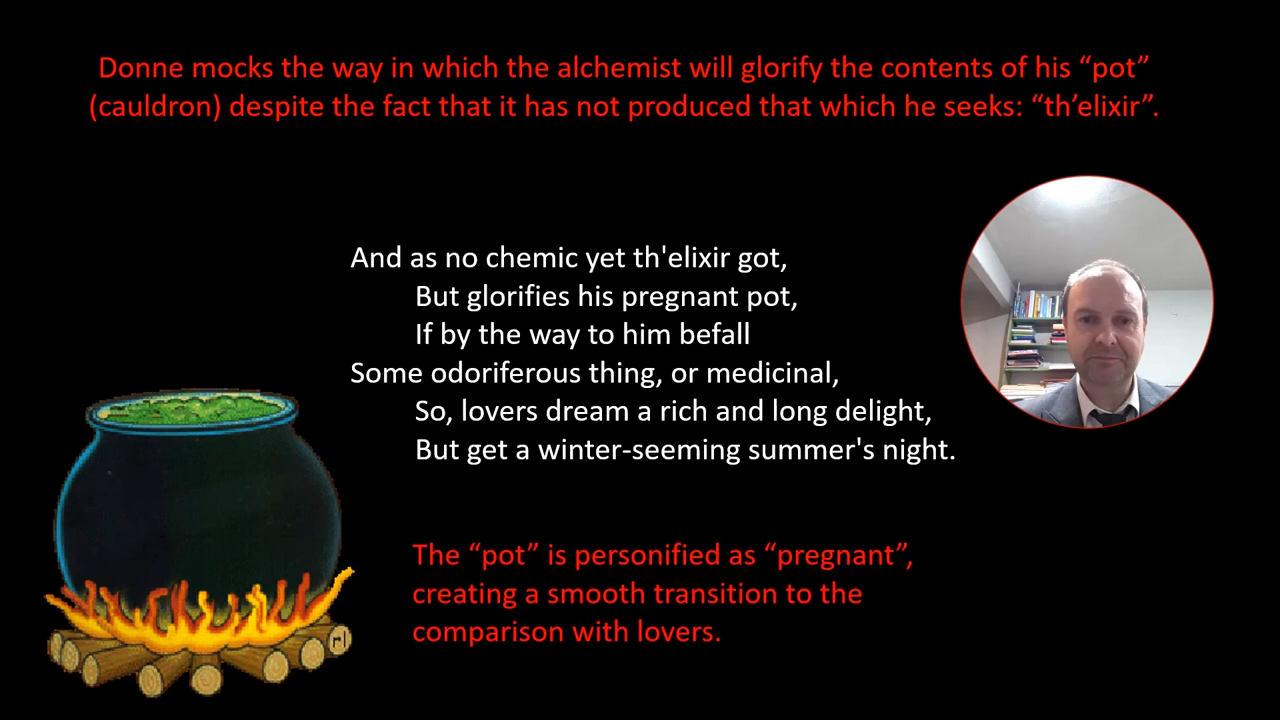 Donne mocks the way in which the alchemist will glorify the contents of his “pot”
(cauldron) despite the fact that it has not produced that which he seeks: “th’elixir”.
And as no chemic yet th'elixir got,
But glorifies his pregnant pot,
If by the way to him befall
Some odoriferous thing, or medicinal,
So, lovers dream a rich and long delight,
But get a winter-seeming summer's night.
The “pot” is personified as “pregnant”,
creating a smooth transition to the
comparison with lovers.
rl